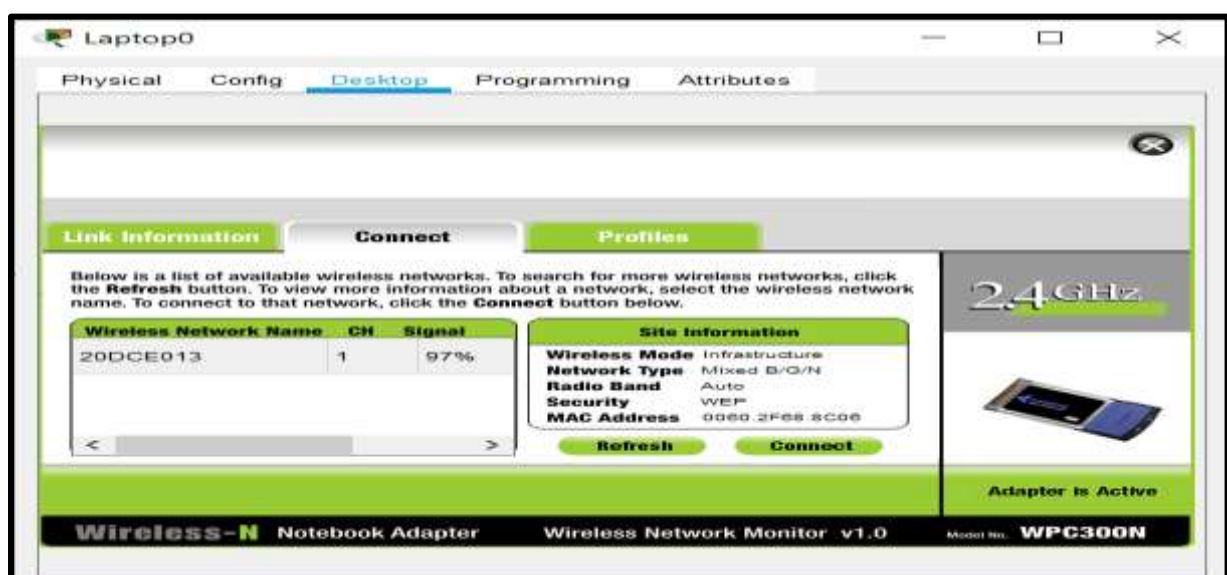 Laptop0
Physical Config Desktop Programming Attributes
Link Information Connect Profiles
Below is a list of available wireless networks. To search for more wireless networks, click
the Refresh button. To view more information about a network, select the wireless network
name. To connect to that network, click the Connect button below.
2.4GHz
Wireless Network Name CH Signal
20DCE013 1 97%
Site Information
Wireless Mode Infrastructure
Network Type Mixed B/G/N
Radio Band Auto
Security WEP
MAC Address 0060.2F68.8C06
Refresh Connect
Adapter is Active
Wireless-N Notebook Adapter Wireless Network Monitor v1.0 Model No. WPC300N